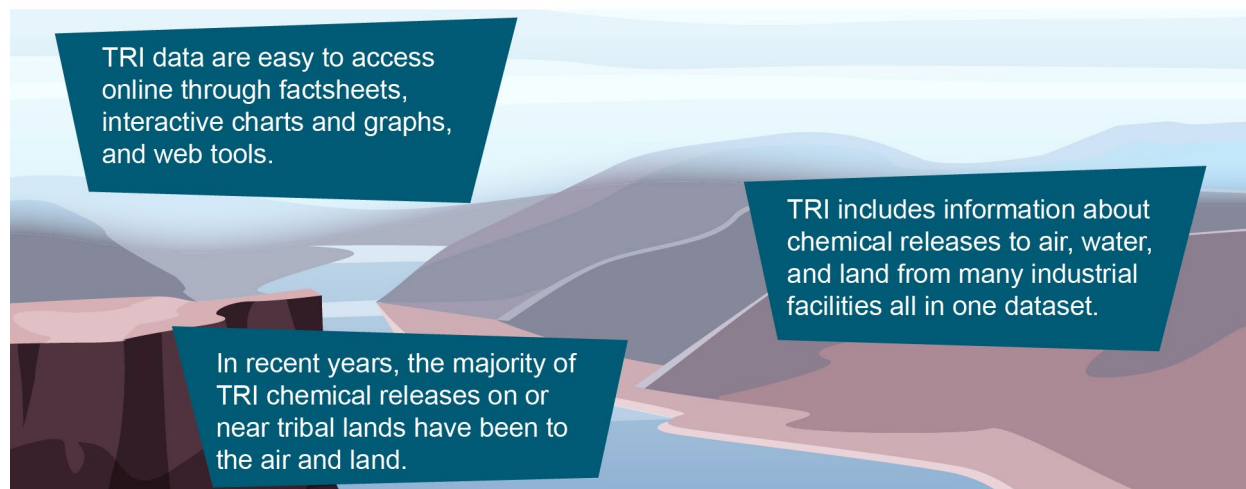 TRI data are easy to access
online through factsheets,
interactive charts and graphs,
and web tools.
TRI includes information about
chemical releases to air, water,
and land from many industrial
facilities all in one dataset.
In recent years, the majority of
TRI chemical releases on or
near tribal lands have been to
the air and land.